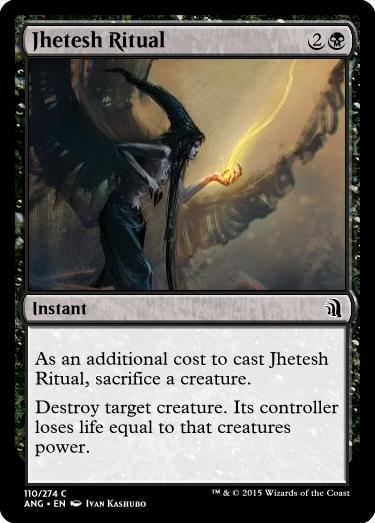 Jhetesh Ritual 2
Instant
As an additional cost to cast Jhetesh
Ritual, sacrifice a creature.
Destroy target creature. Its controller
loses life equal to that creatures
power.
110/274 C
ANG • EN Ivan Kashubo
™ & © 2015 Wizards of the Coast